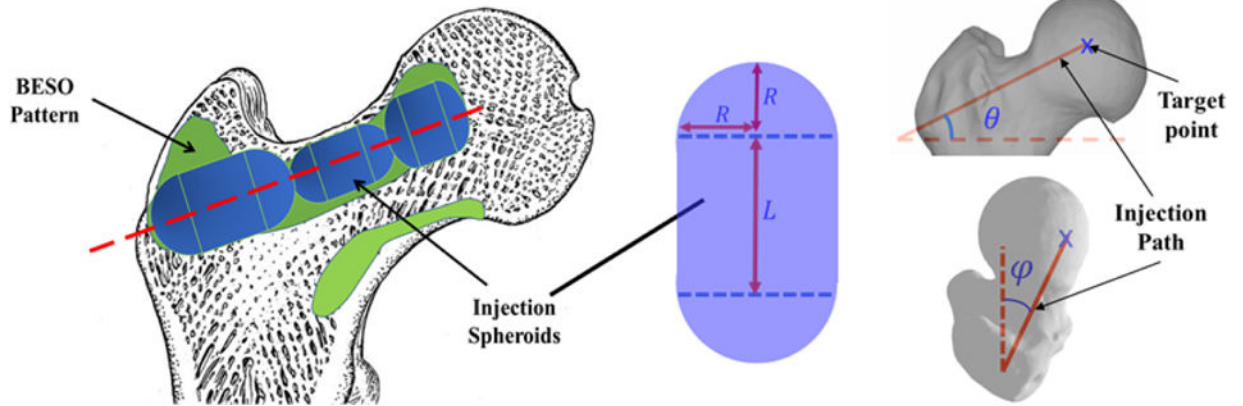 BESO
Pattern
Injection
Spheroids
R
R
L
X
θ
Target
point
Injection
Path
X
φ